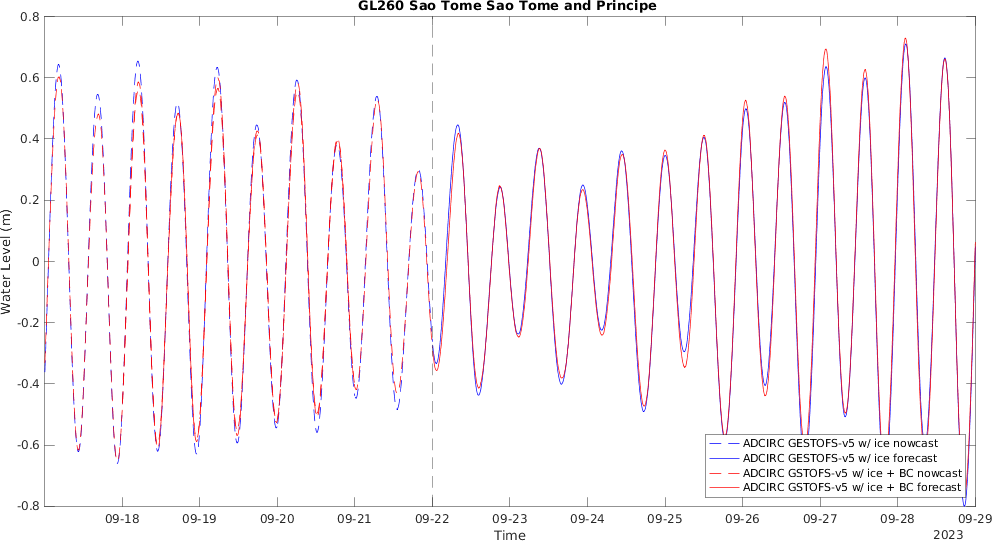 GL260 Sao Tome Sao Tome and Principe
0.8
0.6
0.4
0.2
0
-0.2
-0.4
-0.6
-0.8
Water Level (m)
ADCIRC GESTOFS-v5 w/ ice nowcast
ADCIRC GESTOFS-v5 w/ ice forecast
ADCIRC GSTOFS-v5 w/ ice + BC nowcast
ADCIRC GSTOFS-v5 w/ ice + BC forecast
09-18 09-19 09-20 09-21 09-22 09-23 09-24 09-25 09-26 09-27 09-28 09-29
Time
2023